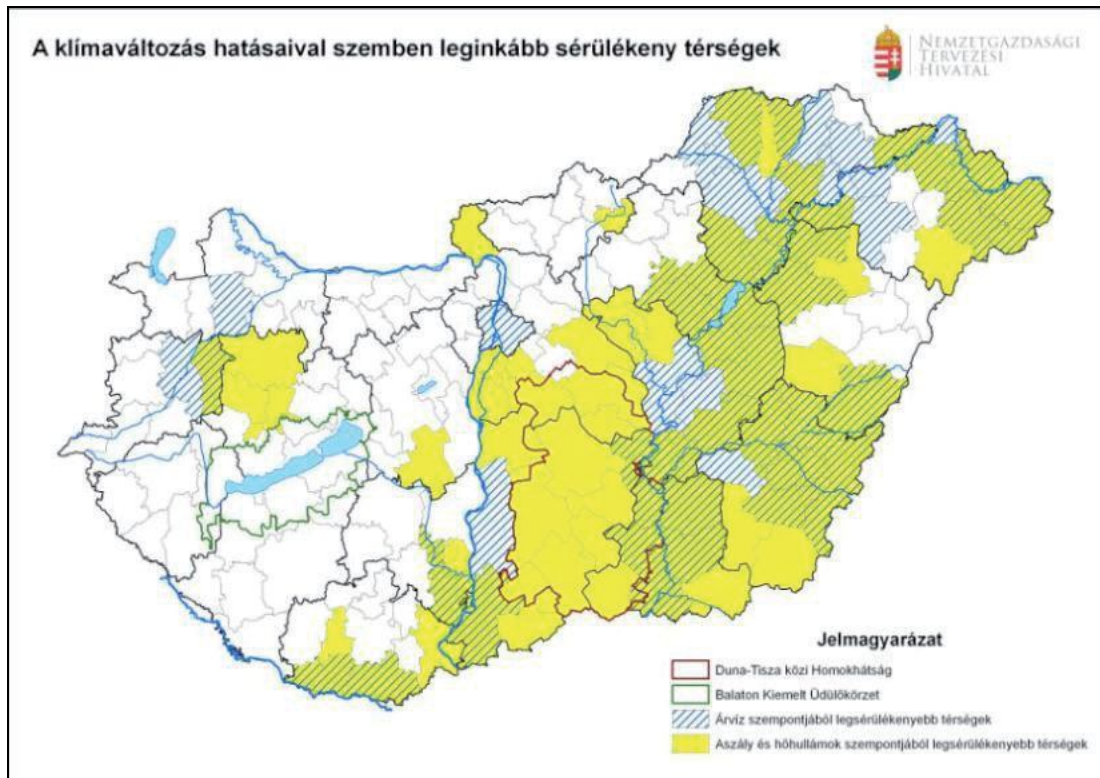 A klímaváltozás hatásaival szemben leginkább sérülékeny térségek
NEMZETGAZDASÁGI
TERVEZÉSI
HIVATAL
Jelmagyarázat
Duna-Tisza közi Homokhátság
Balaton Kiemelt Üdülőkörzet
Árvíz szempontjából legsérülékenyebb térségek
Aszály és hőhullámok szempontjából legsérülékenyebb térségek